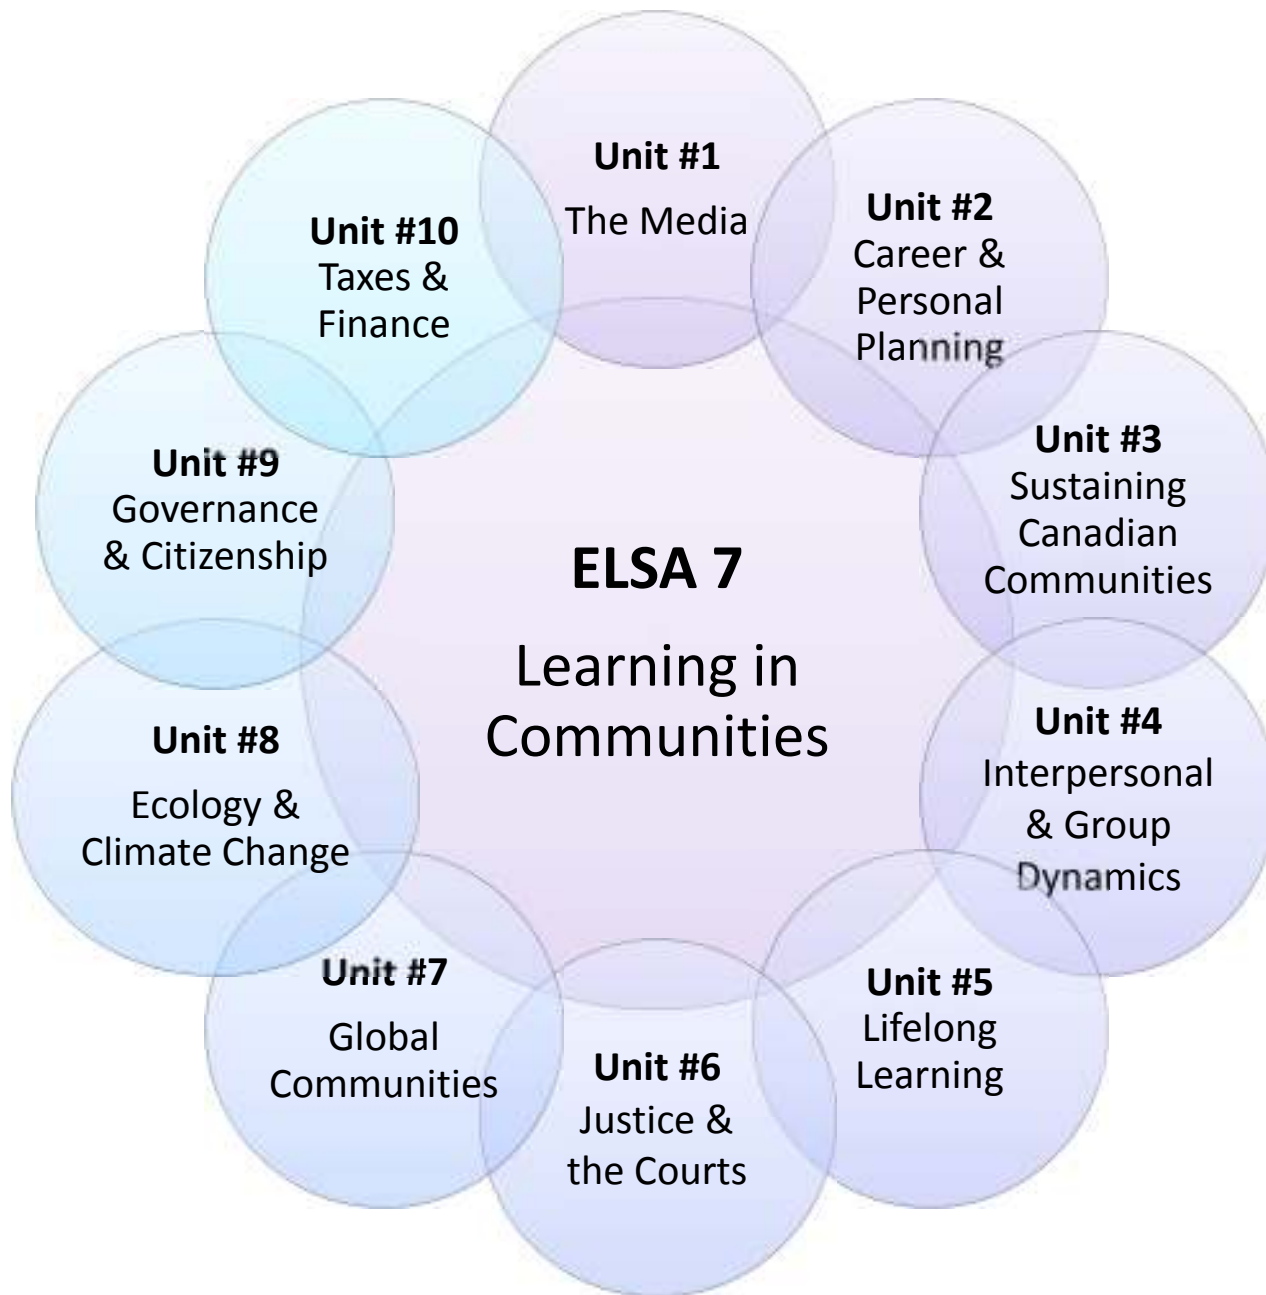 ELSA 7
Learning in
Communities
Unit #1
The Media
Unit #2
Career &
Personal
Planning
Unit #3
Sustaining
Canadian
Communities
Unit #4
Interpersonal
& Group
Dynamics
Unit #5
Lifelong
Learning
Unit #6
Justice &
the Courts
Unit #7
Global
Communities
Unit #8
Ecology &
Climate Change
Unit #9
Governance
& Citizenship
Unit #10
Taxes &
Finance